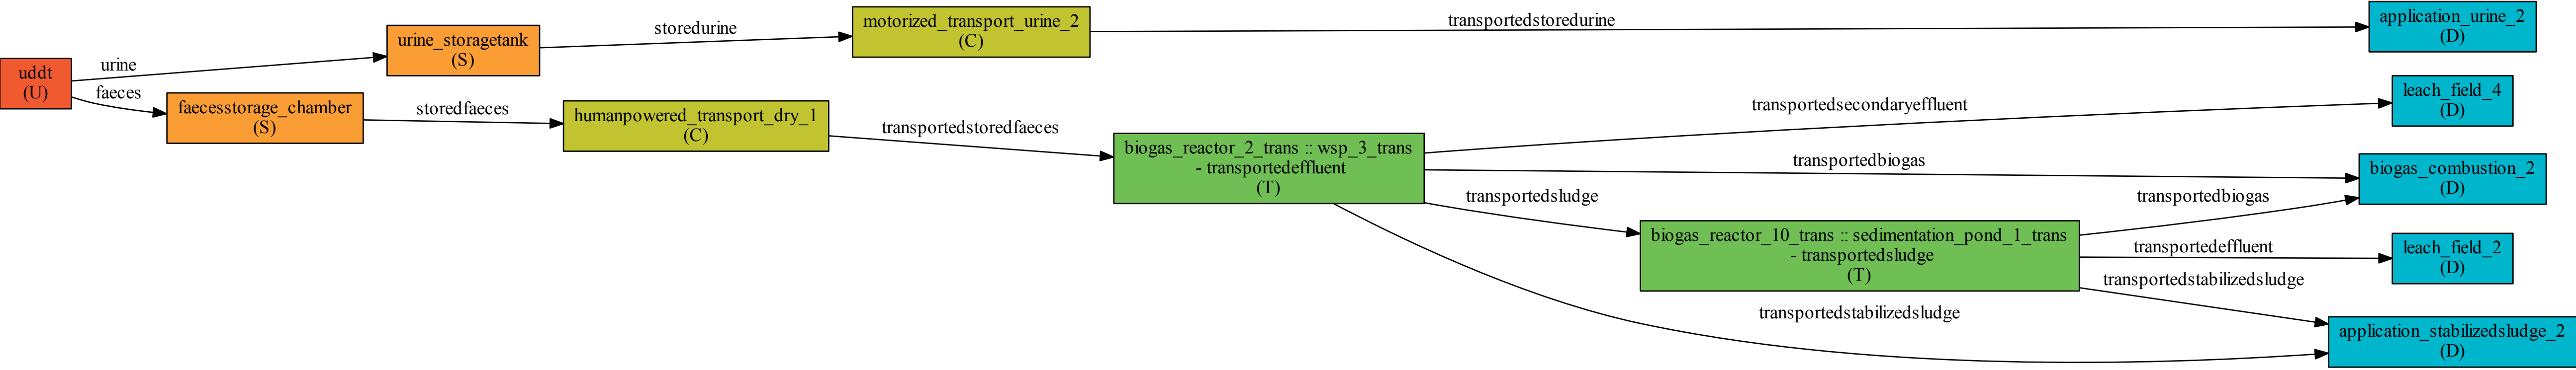 uddt
(U)
urine
faeces
urine_storagetank
(S)
faecesstorage_chamber
(S)
storedurine
storedfaeces
motorized_transport_urine_2
(C)
humanpowered_transport_dry_1
(C)
transportedstoredurine
transportedstoredfaeces
biogas_reactor_2_trans :: wsp_3_trans
- transportedeffluent
(T)
transportedsecondaryeffluent
transportedbiogas
transportedsludge
transportedstabilizedsludge
biogas_reactor_10_trans :: sedimentation_pond_1_trans
- transportedsludge
(T)
transportedbiogas
transportedeffluent
transportedstabilizedsludge
application_urine_2
(D)
leach_field_4
(D)
biogas_combustion_2
(D)
leach_field_2
(D)
application_stabilizedsludge_2
(D)